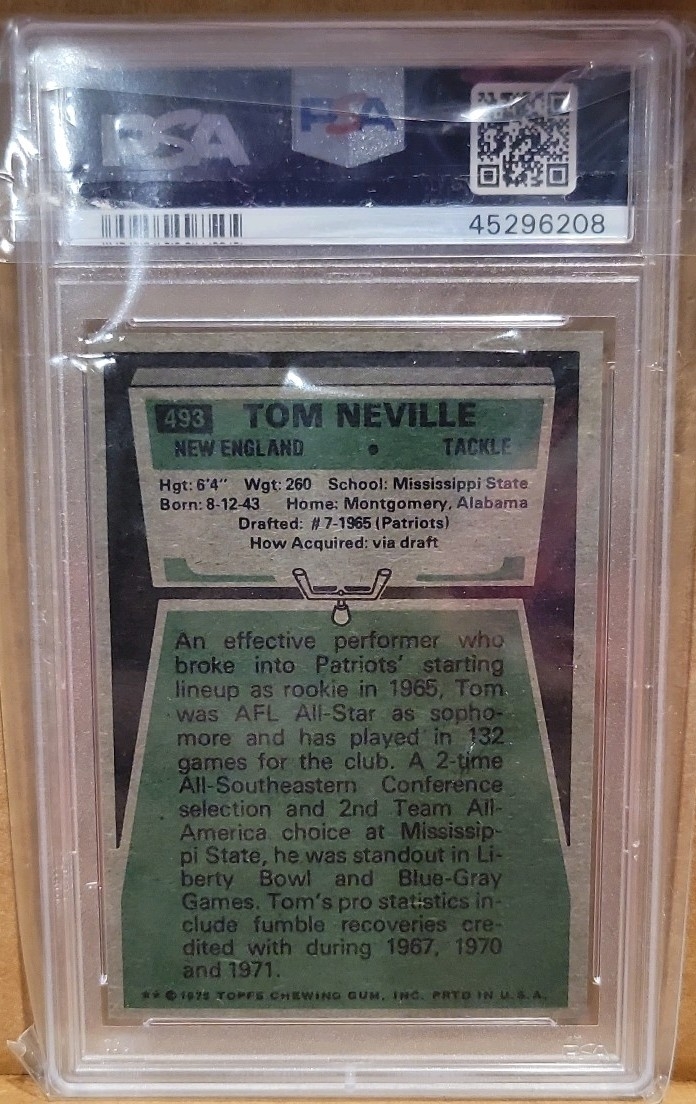 PSA
PSA
45296208
493 TOM NEVILLE
NEW ENGLAND • TACKLE
Hgt: 6'4" Wgt: 260 School: Mississippi State
Born: 8-12-43 Home: Montgomery, Alabama
Drafted: #7-1965 (Patriots)
How Acquired: via draft
An effective performer who
broke into Patriots' starting
lineup as rookie in 1965, Tom
was AFL All-Star as sopho-
more and has played in 132
games for the club. A 2-time
All-Southeastern Conference
selection and 2nd Team All-
America choice at Mississip-
pi State, he was standout in Li-
berty Bowl and Blue-Gray
Games. Tom's pro statistics in-
clude fumble recoveries cre-
dited with during 1967, 1970
and 1971.
** © 1975 TOPPS CHEWING GUM, INC. PRTD IN U.S.A.
PSA